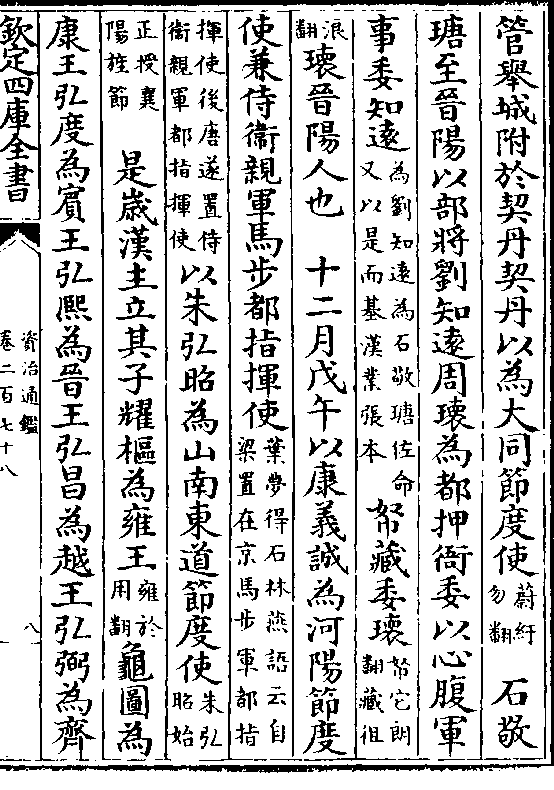 管舉城附於契丹契丹以為大同節度使蔚紆勿翻　石敬
瑭至晉陽以部將劉知遠周瓌為都押衙委以心腹軍
事委知遠為劉知遠為石敬瑭佐命又以是而基漢業張本帑藏委瓌帑它朗翻藏徂
浪翻瓌晉陽人也　十二月戊午以康義誠為河陽節度
使兼侍衛親軍馬步都指揮使葉夢得石林燕語云自梁置在京馬步軍都指
揮使後唐遂置侍衛親軍都指揮使以朱弘昭為山南東道節度使朱弘昭始
正授襄陽旌節　是歲漢主立其子耀樞為雍王雍於用翻龜圖為
康王弘度為賓王弘熙為晉王弘昌為越王弘弼為齊
欽定四庫全書
資治通鑑
卷二百七十八
八